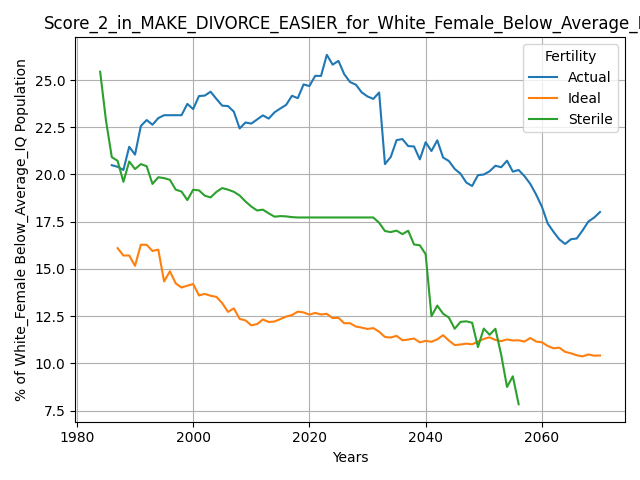 Score_2_in_MAKE_DIVORCE_EASIER_for_White_Female_Below_Average_
Fertility
Actual
Ideal
Sterile
% of White_Female Below_Average_IQ Population
25.0
22.5
20.0
17.5
15.0
12.5
10.0
7.5
1980
2000
2020
2040
2060
Years